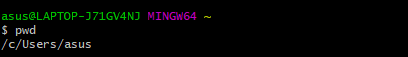 asus@LAPTOP-J71GV4NJ MINGW64 ~
$ pwd
/c/Users/asus